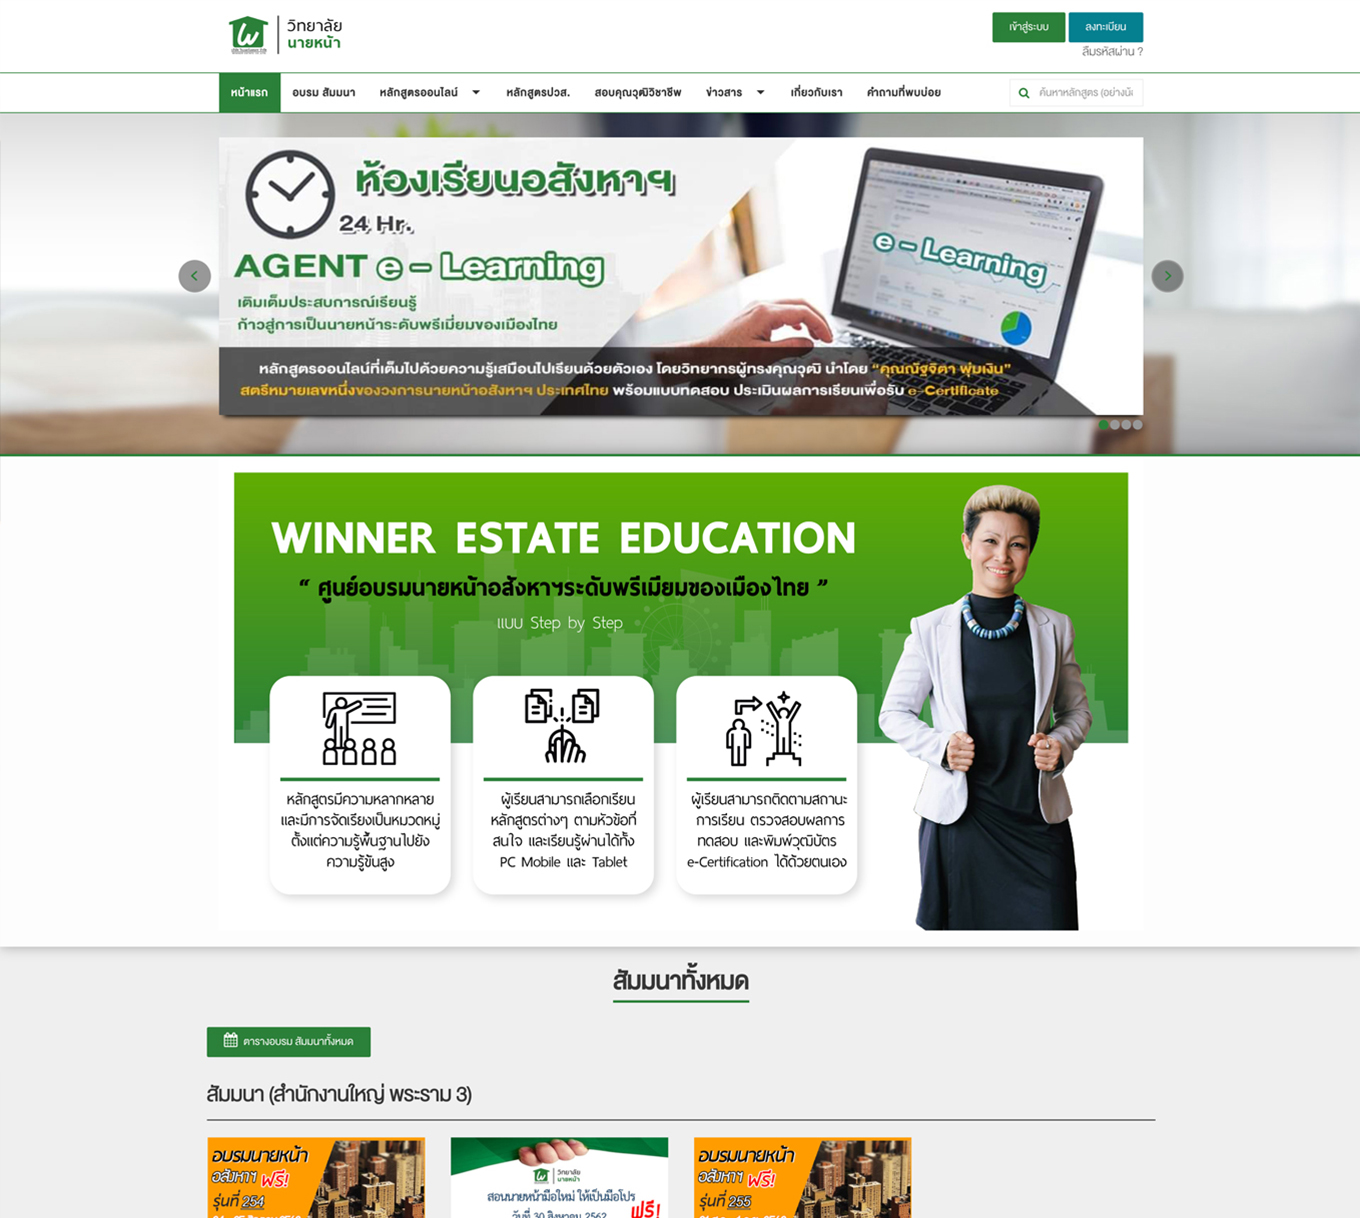 วิทยาลัย
นายหน้า
เข้าสู่ระบบ
ลงทะเบียน
ลืมรหัสผ่าน ?
หน้าแรก
อบรม สัมมนา
หลักสูตรออนไลน์
หลักสูตรปวส.
สอบคุณวุฒิวิชาชีพ
ข่าวสาร
เกี่ยวกับเรา
คำถามที่พบบ่อย
ค้นหาหลักสูตร (อย่างน้
ห้องเรียนอสังหาฯ
24 Hr.
AGENT e – Learning
e – Learning
เติมเต็มประสบการณ์เรียนรู้
ก้าวสู่การเป็นนายหน้าระดับพรีเมี่ยมของเมืองไทย
หลักสูตรออนไลน์ที่เต็มไปด้วยความรู้เสมือนไปเรียนด้วยตัวเอง โดยวิทยากรผู้ทรงคุณวุฒิ นำโดย “คุณณัฐจิตา พุ่มเงิน”
สตรีหมายเลขหนึ่งของวงการนายหน้าอสังหาฯ ประเทศไทย พร้อมแบบทดสอบ ประเมินผลการเรียนเพื่อรับ e-Certificate
WINNER ESTATE EDUCATION
“ ศูนย์อบรมนายหน้าอสังหาฯระดับพรีเมียมของเมืองไทย ”
แบบ Step by Step
หลักสูตรมีความหลากหลาย
และมีการจัดเรียงเป็นหมวดหมู่
ตั้งแต่ความรู้พื้นฐานไปยัง
ความรู้ขั้นสูง
ผู้เรียนสามารถเลือกเรียน
หลักสูตรต่างๆ ตามหัวข้อที่
สนใจ และเรียนรู้ผ่านได้ทั้ง
PC Mobile และ Tablet
ผู้เรียนสามารถติดตามสถานะ
การเรียน ตรวจสอบผลการ
ทดสอบ และพิมพ์วุฒิบัตร
e-Certification ได้ด้วยตนเอง
สัมมนาทั้งหมด
ตารางอบรม สัมมนาทั้งหมด
สัมมนา (สำนักงานใหญ่ พระราม 3)
อบรมนายหน้า
อสังหาฯ ฟรี!
รุ่นที่ 254
วิทยาลัย
นายหน้า
สอนนายหน้ามือใหม่ ให้เป็นมือโปร
วันที่ 30 สิงหาคม 2562 ฟรี!
อบรมนายหน้า
อสังหาฯ ฟรี!
รุ่นที่ 255